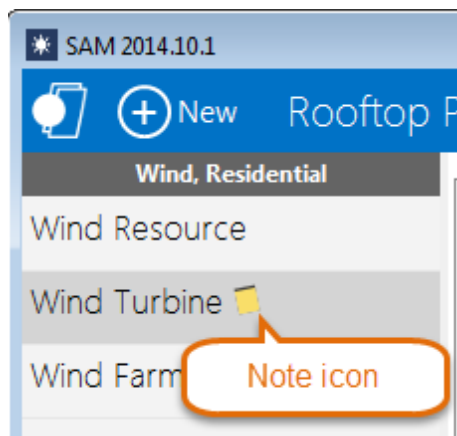 SAM 2014.10.1
New Rooftop
Wind, Residential
Wind Resource
Wind Turbine
Wind Farm
Note icon